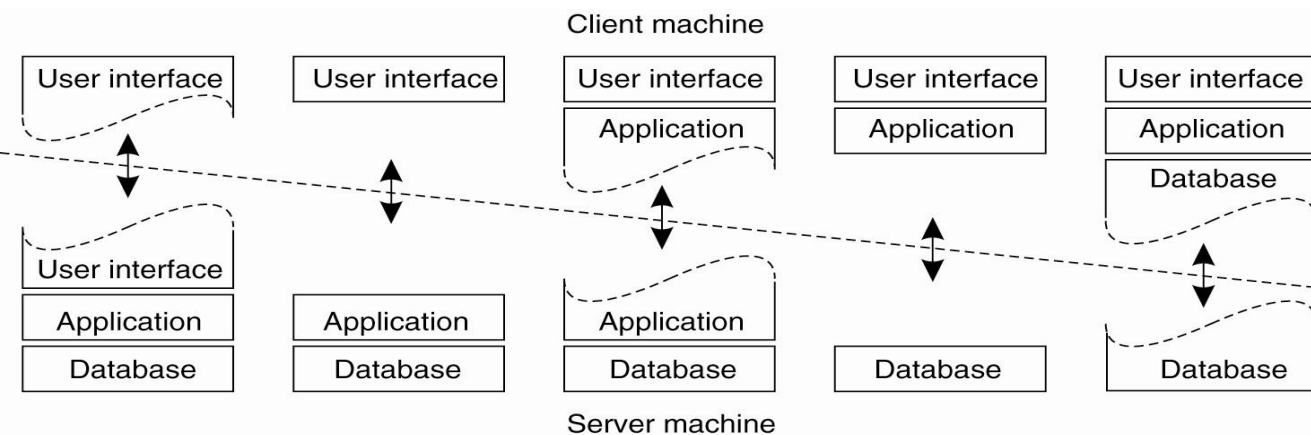 Client machine
User interface User interface User interface User interface User interface
Application Application Application
Database
User interface
Application Application Application
Database Database Database Database Database
Server machine